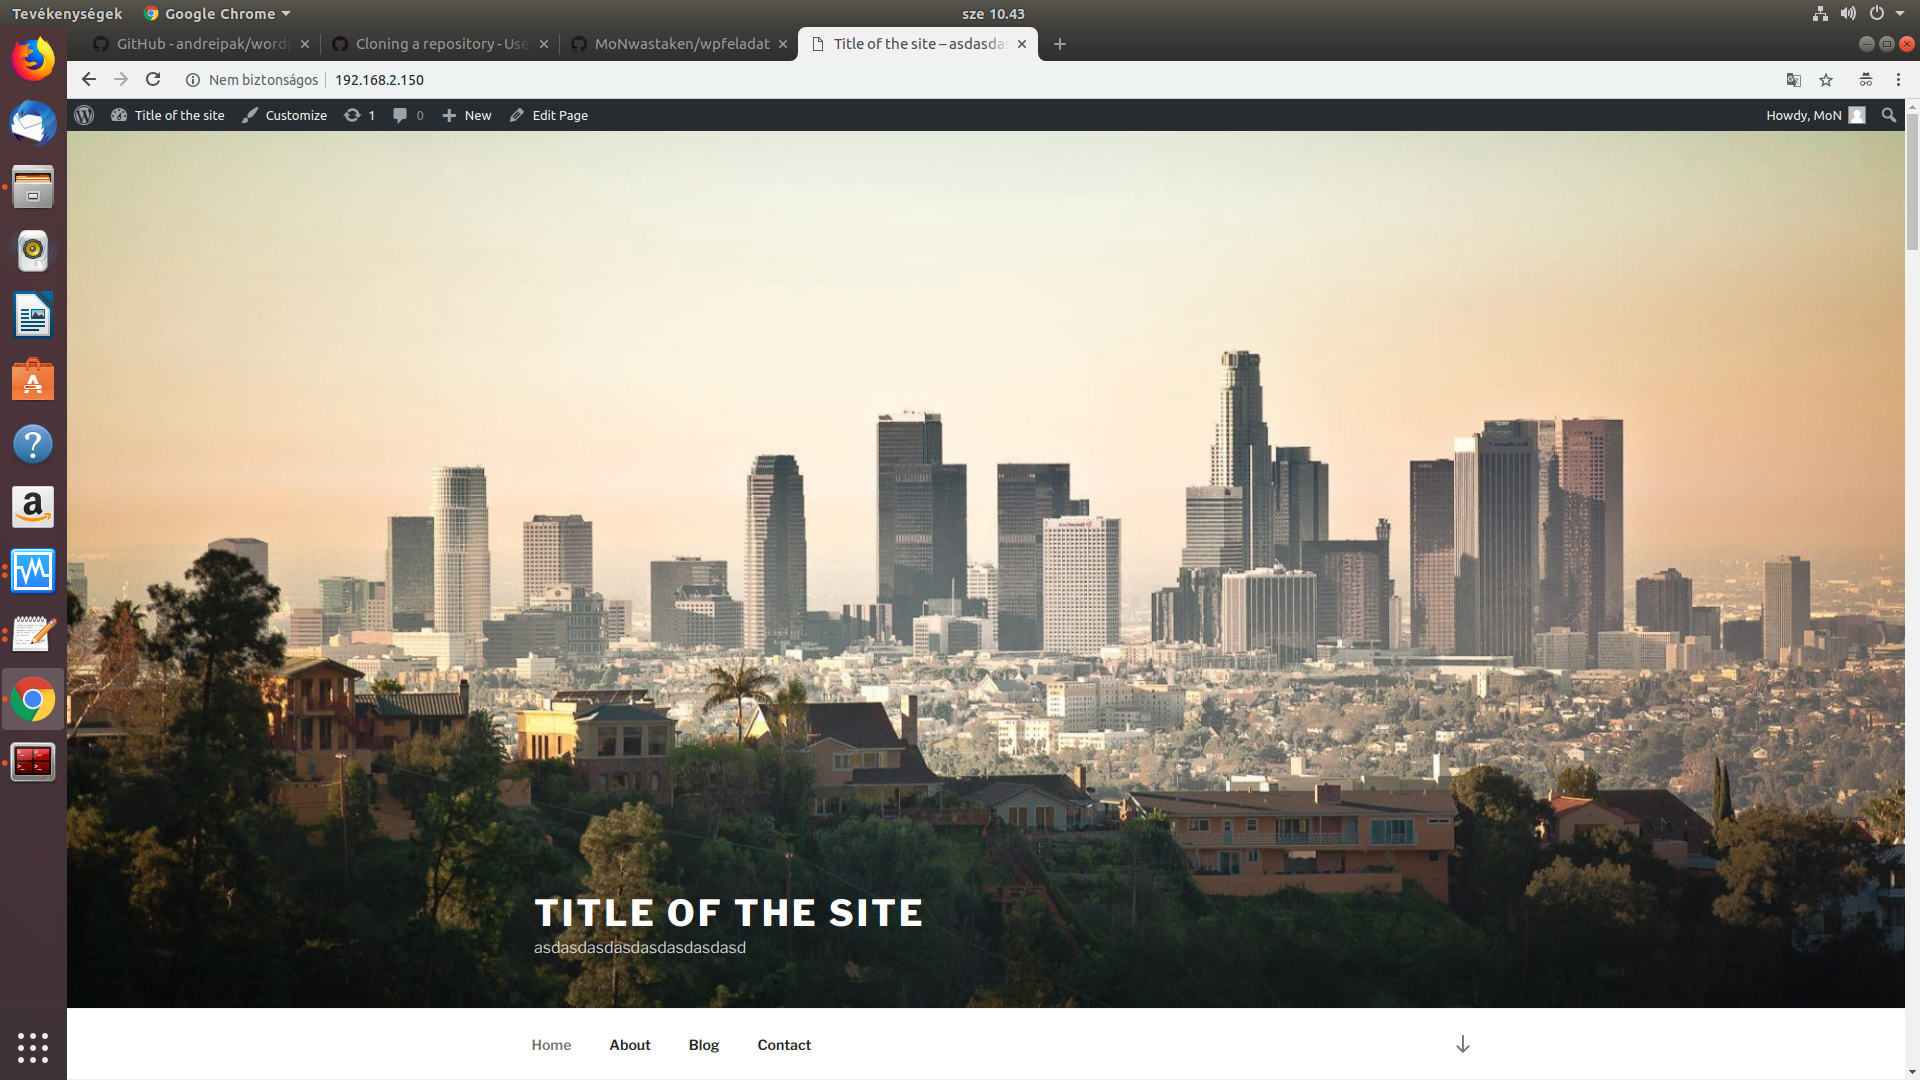 Tevékenységek Google Chrome sze 10.43
GitHub - andreipak/word Cloning a repository - Use MoNwastaken/wpfeladat Title of the site – asdasda
Nem biztonságos 192.168.2.150
Title of the site Customize 1 0 New Edit Page Howdy, MoN
TITLE OF THE SITE
asdasdasdasdasdasdasdasd
Home About Blog Contact